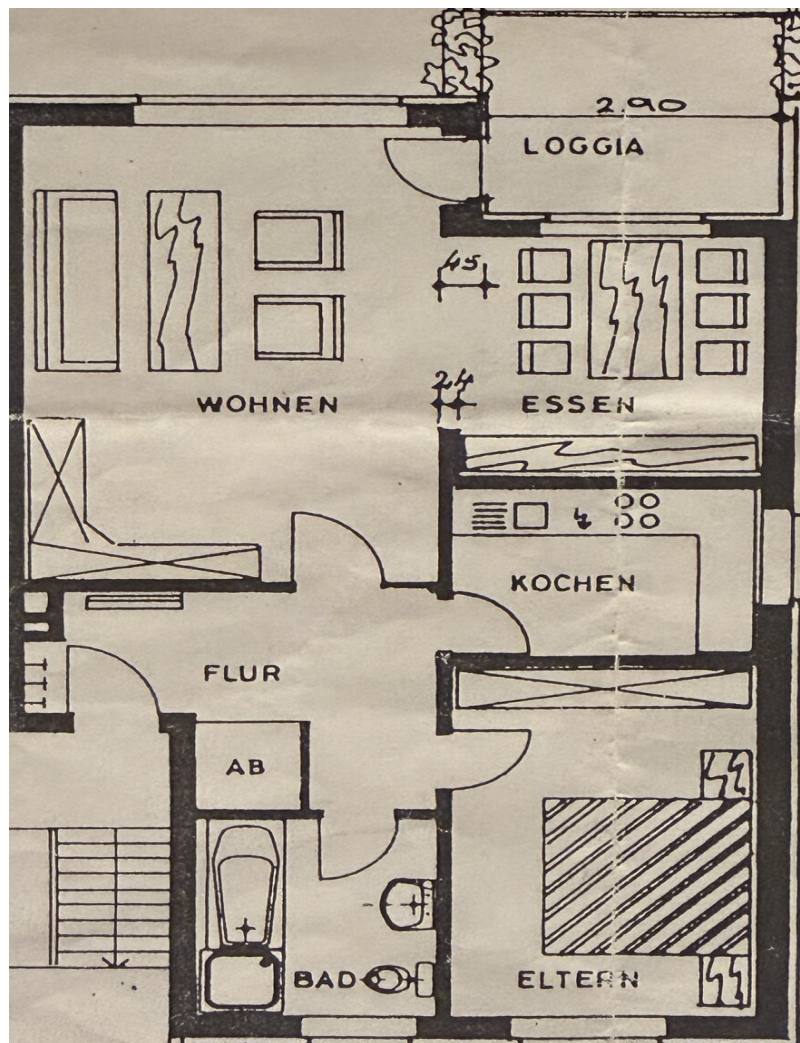 2.90
LOGGIA
45
24
WOHNEN
ESSEN
KOCHEN
FLUR
AB
BAD
ELTERN